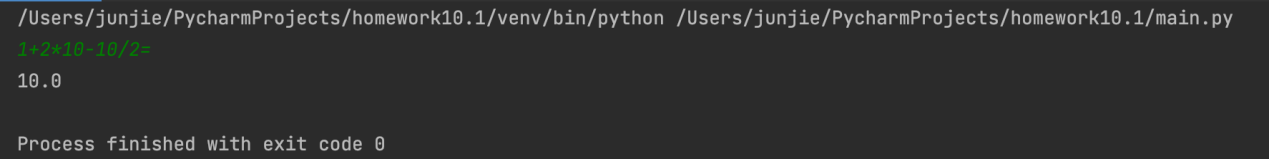 /Users/junjie/PycharmProjects/homework10.1/venv/bin/python /Users/junjie/PycharmProjects/homework10.1/main.py
1+2*10-10/2=
10.0
Process finished with exit code 0